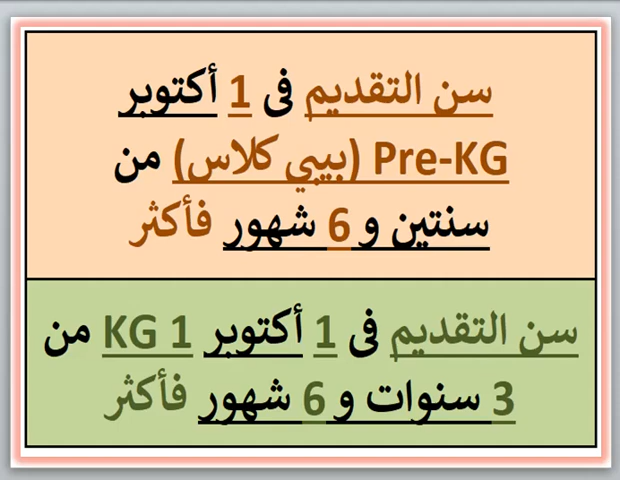 سن التقديم فى 1 أكتوبر
Pre-KG (بيبي كلاس) من
سنتين و 6 شهور فأكثر
سن التقديم فى 1 أكتوبر KG 1 من
3 سنوات و 6 شهور فأكثر